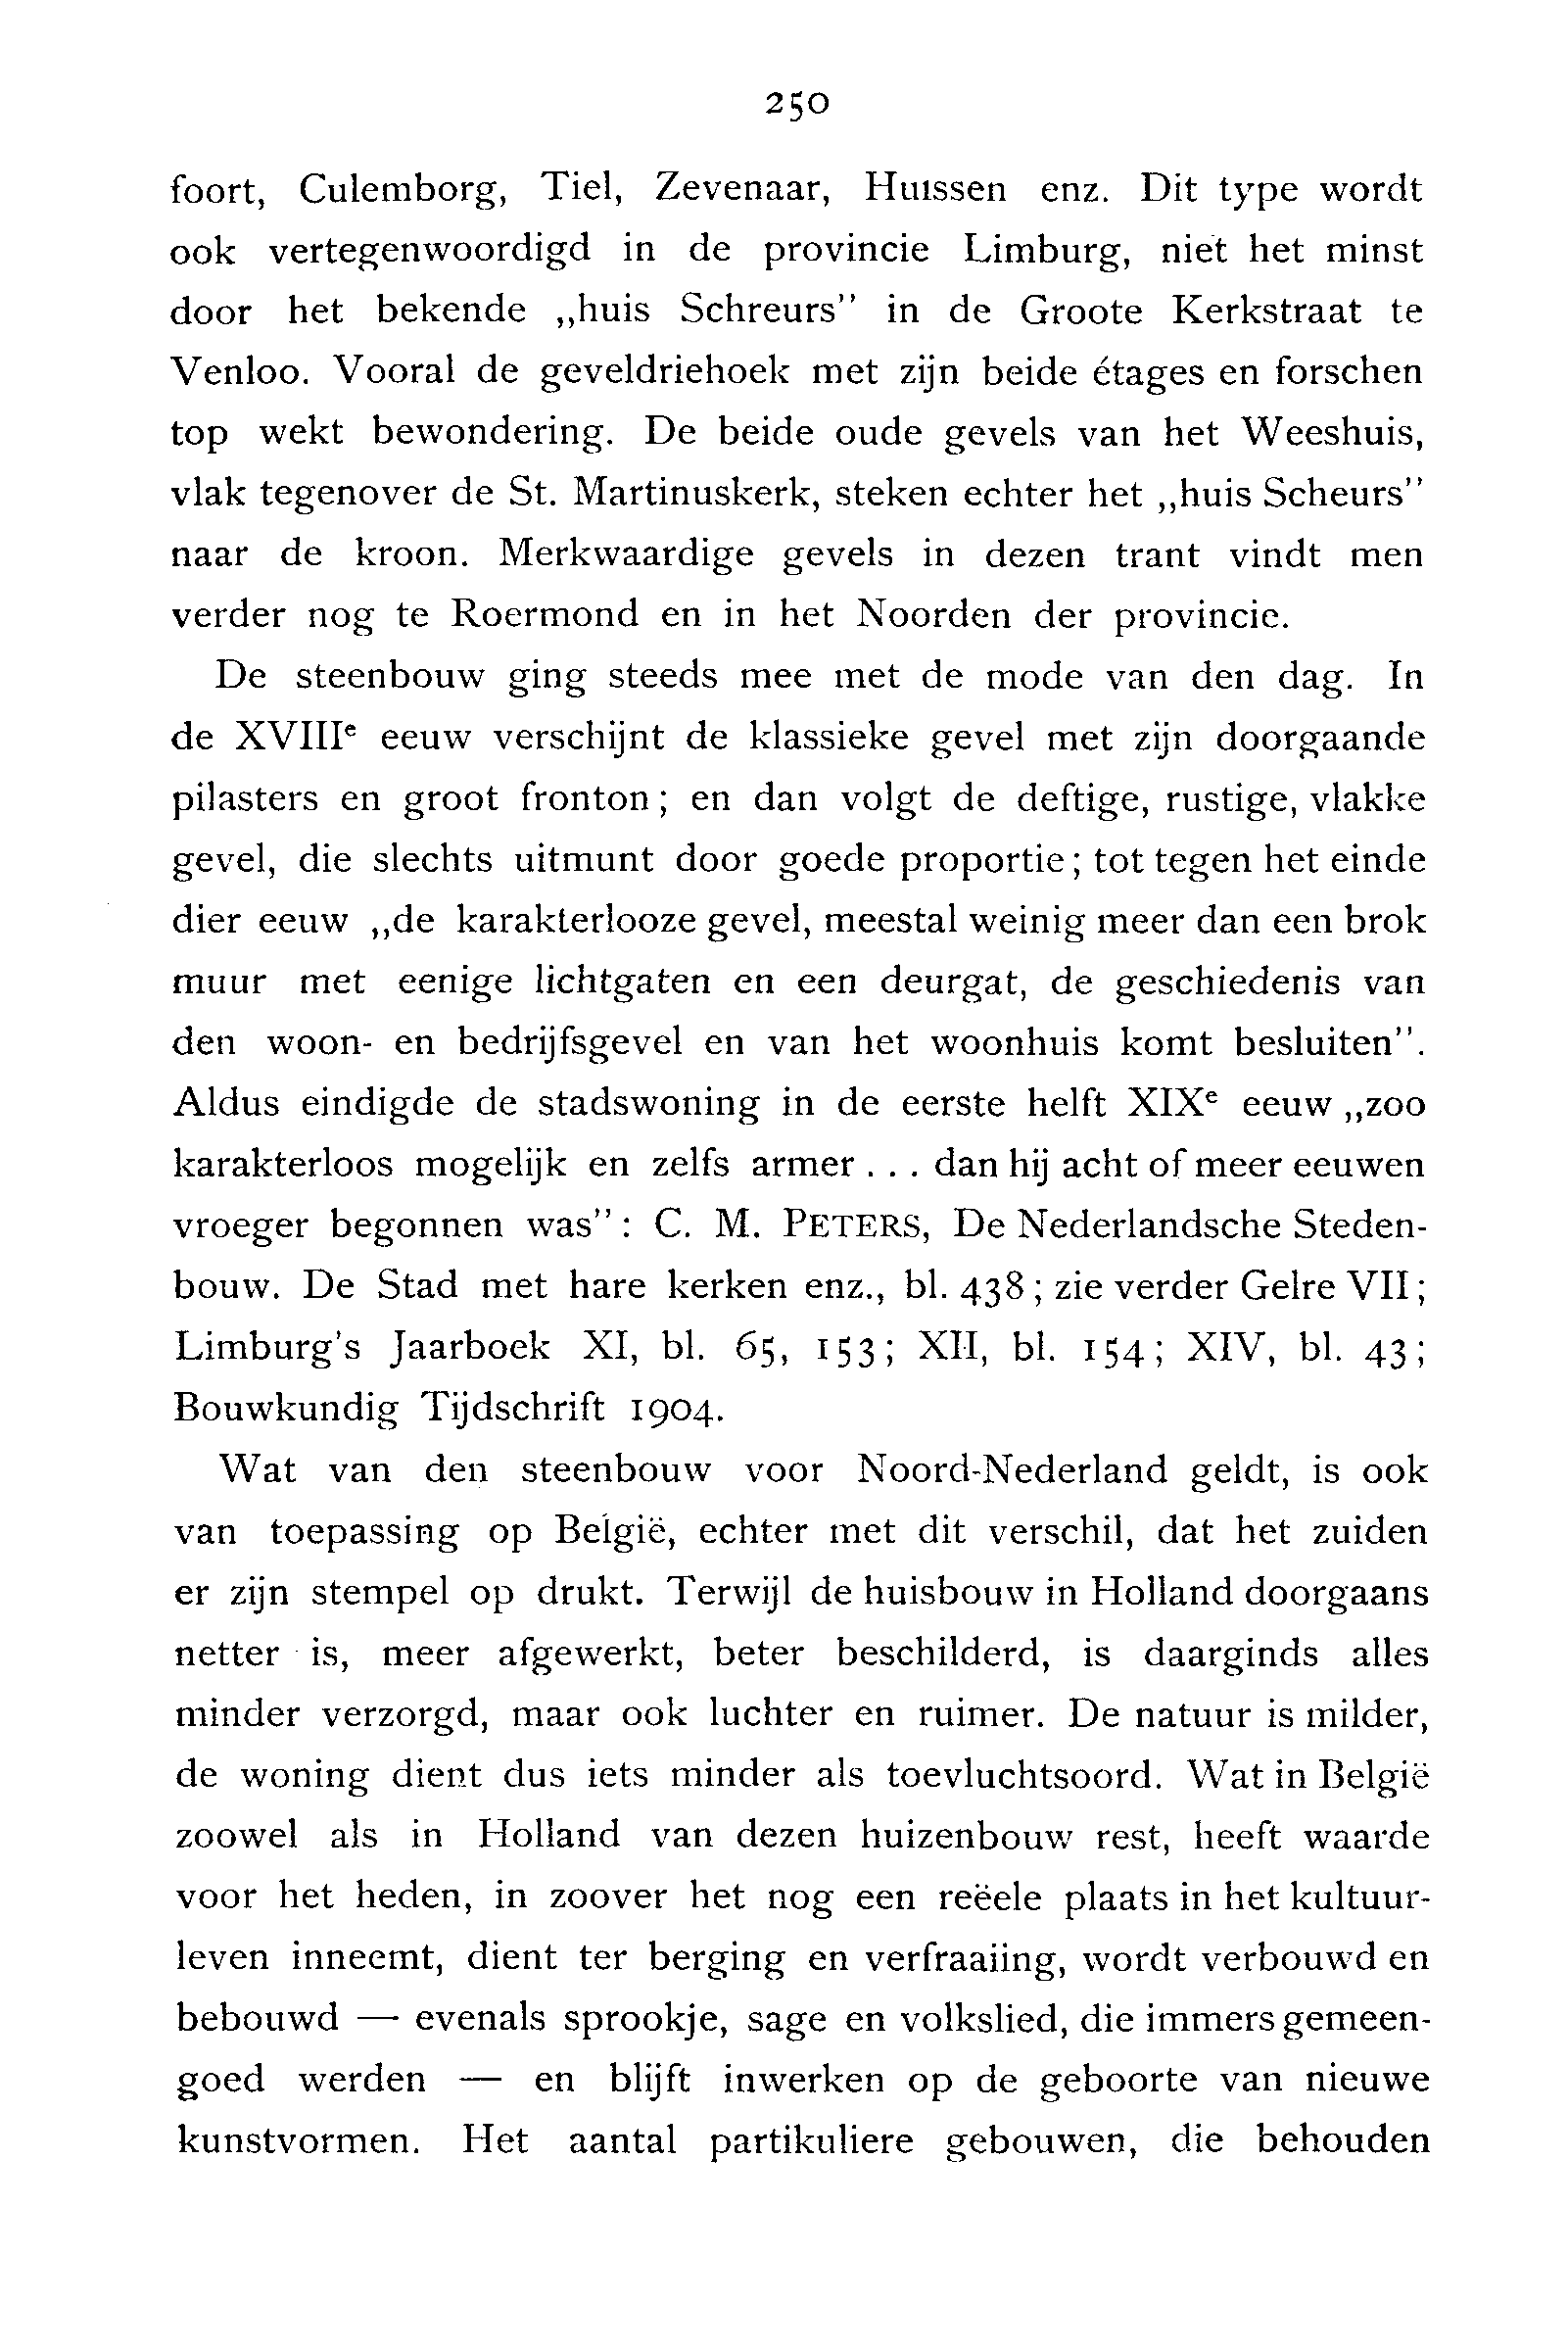 250
foort, Culemborg, Tiel, Zevenaar, Huissen enz. Dit type wordt
ook vertegenwoordigd in de provincie Limburg, niet het minst
door het bekende „huis Schreurs” in de Groote Kerkstraat te
Venloo. Vooral de geveldriehoek met zijn beide étages en forschen
top wekt bewondering. De beide oude gevels van het Weeshuis,
vlak tegenover de St. Martinuskerk, steken echter het „huis Scheurs”
naar de kroon. Merkwaardige gevels in dezen trant vindt men
verder nog te Roermond en in het Noorden der provincie.
De steenbouw ging steeds mee met de mode van den dag. In
de XVIIIᵉ eeuw verschijnt de klassieke gevel met zijn doorgaande
pilasters en groot fronton; en dan volgt de deftige, rustige, vlakke
gevel, die slechts uitmunt door goede proportie; tot tegen het einde
dier eeuw „de karakterlooze gevel, meestal weinig meer dan een brok
muur met eenige lichtgaten en een deurgat, de geschiedenis van
den woon- en bedrijfsgevel en van het woonhuis komt besluiten”.
Aldus eindigde de stadswoning in de eerste helft XIXᵉ eeuw „zoo
karakterloos mogelijk en zelfs armer . . . dan hij acht of meer eeuwen
vroeger begonnen was”: C. M. PETERS, De Nederlandsche Steden-
bouw. De Stad met hare kerken enz., bl. 438; zie verder Gelre VII;
Limburg's Jaarboek XI, bl. 65, 153; XII, bl. 154; XIV, bl. 43;
Bouwkundig Tijdschrift 1904.
Wat van den steenbouw voor Noord-Nederland geldt, is ook
van toepassing op België, echter met dit verschil, dat het zuiden
er zijn stempel op drukt. Terwijl de huisbouw in Holland doorgaans
netter is, meer afgewerkt, beter beschilderd, is daarginds alles
minder verzorgd, maar ook luchter en ruimer. De natuur is milder,
de woning dient dus iets minder als toevluchtsoord. Wat in België
zoowel als in Holland van dezen huizenbouw rest, heeft waarde
voor het heden, in zoover het nog een reëele plaats in het kultuur-
leven inneemt, dient ter berging en verfraaiing, wordt verbouwd en
bebouwd — evenals sprookje, sage en volkslied, die immers gemeen-
goed werden — en blijft inwerken op de geboorte van nieuwe
kunstvormen. Het aantal partikuliere gebouwen, die behouden